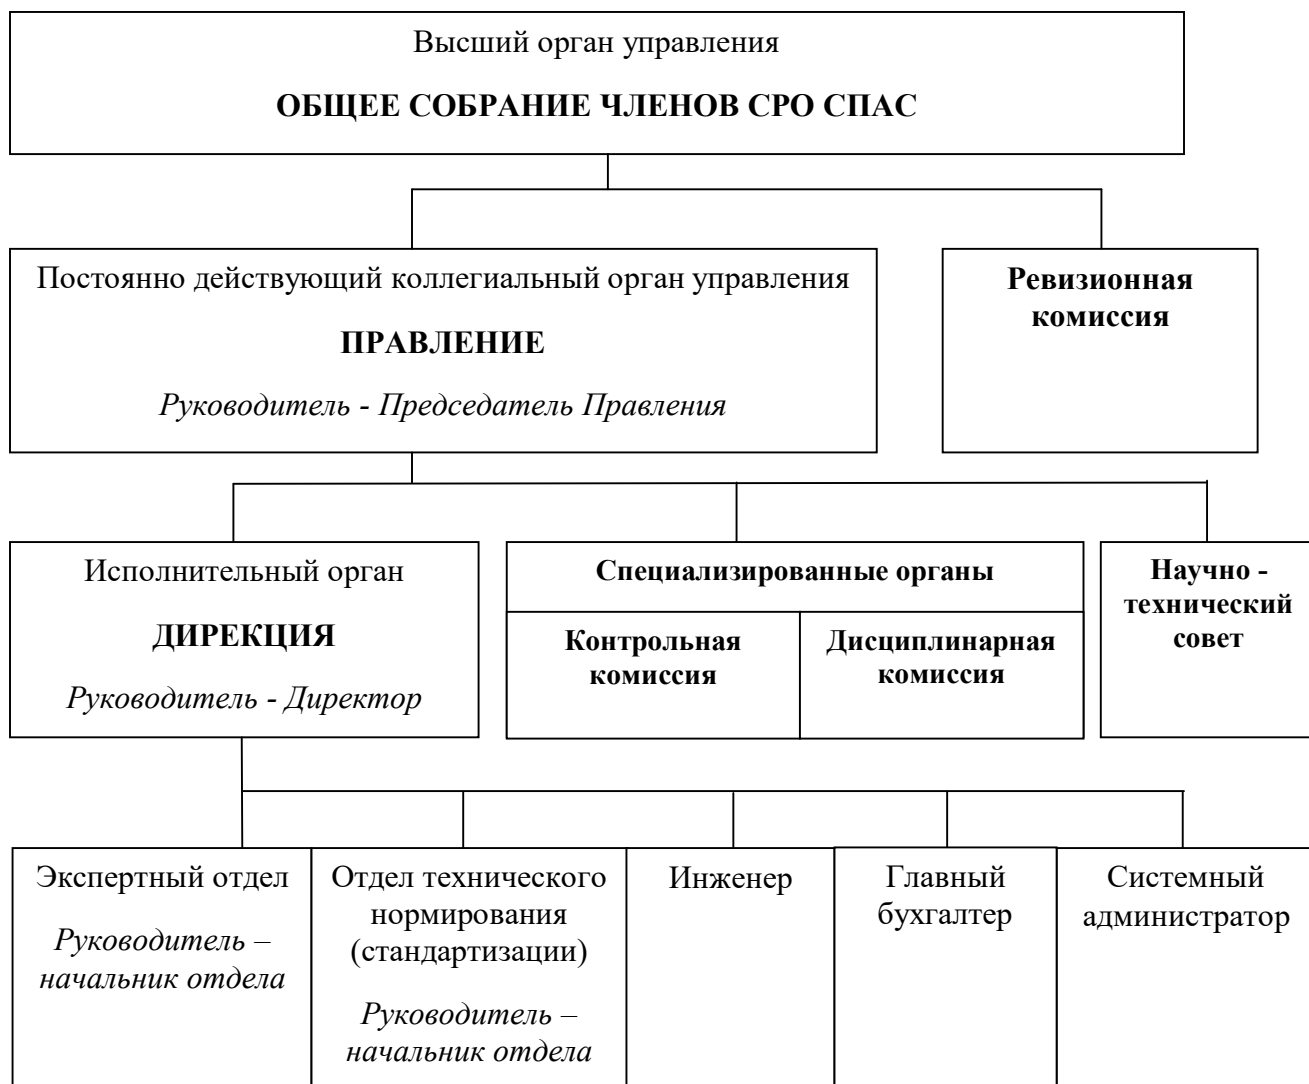 Высший орган управления
ОБЩЕЕ СОБРАНИЕ ЧЛЕНОВ СРО СПАС
Постоянно действующий коллегиальный орган управления
ПРАВЛЕНИЕ
Руководитель - Председатель Правления
Ревизионная
комиссия
Исполнительный орган
ДИРЕКЦИЯ
Руководитель - Директор
Специализированные органы
Контрольная
комиссия
Дисциплинарная
комиссия
Научно -
технический
совет
Экспертный отдел
Руководитель –
начальник отдела
Отдел технического
нормирования
(стандартизации)
Руководитель –
начальник отдела
Инженер
Главный
бухгалтер
Системный
администратор